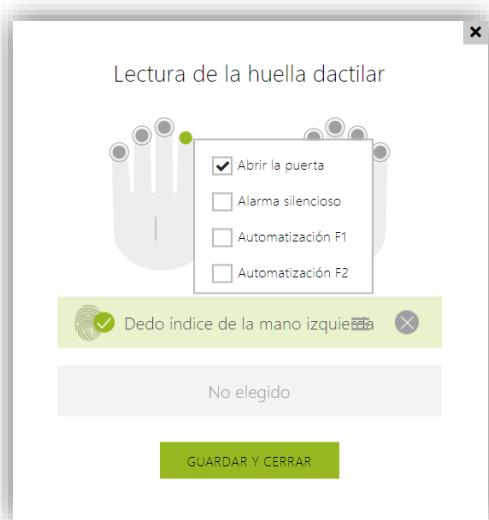 Lectura de la huella dactilar
Abrir la puerta
Alarma silencioso
Automatización F1
Automatización F2
Dedo índice de la mano izquierda
No elegido
GUARDAR Y CERRAR